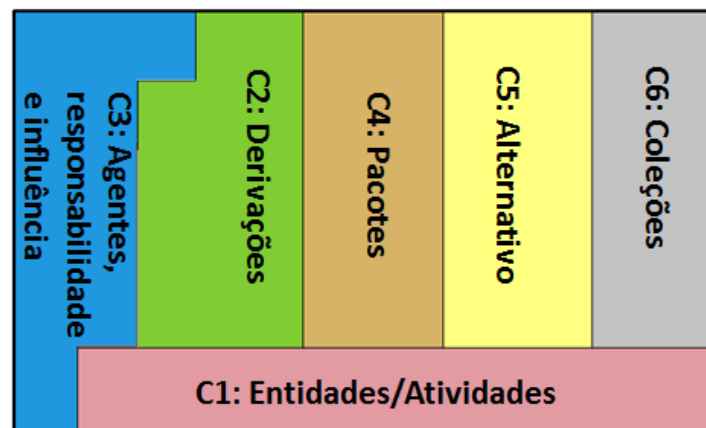 C3: Agentes,
responsabilidade
e influência
C2: Derivações
C4: Pacotes
C5: Alternativo
C6: Coleções
C1: Entidades/Atividades